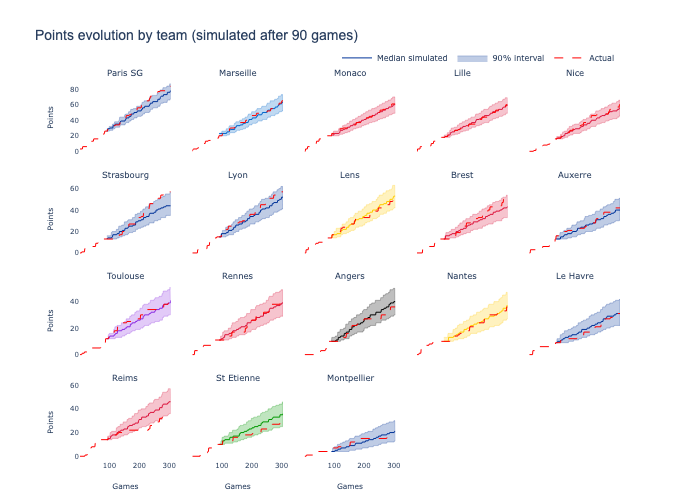 Points evolution by team (simulated after 90 games)
Median simulated 90% interval Actual
Paris SG Marseille Monaco Lille Nice
Points
80
60
40
20
0
Strasbourg Lyon Lens Brest Auxerre
Points
60
40
20
0
Toulouse Rennes Angers Nantes Le Havre
Points
40
20
0
Reims St Etienne Montpellier
Points
60
40
20
0
100 200 300 100 200 300 100 200 300
Games Games Games